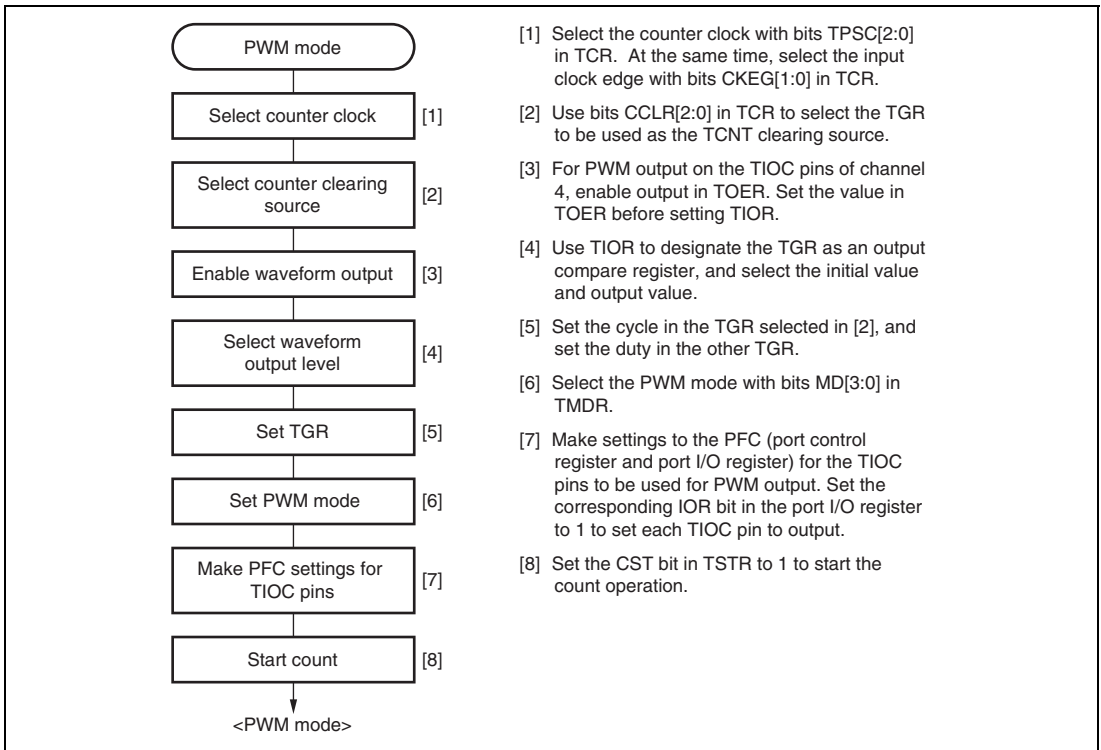 PWM mode
Select counter clock
[1]
Select counter clearing
source
[2]
Enable waveform output
[3]
Select waveform
output level
[4]
Set TGR
[5]
Set PWM mode
[6]
Make PFC settings for
TIOC pins
[7]
Start count
[8]
<PWM mode>
[1] Select the counter clock with bits TPSC[2:0]
in TCR. At the same time, select the input
clock edge with bits CKEG[1:0] in TCR.
[2] Use bits CCLR[2:0] in TCR to select the TGR
to be used as the TCNT clearing source.
[3] For PWM output on the TIOC pins of channel
4, enable output in TOER. Set the value in
TOER before setting TIOR.
[4] Use TIOR to designate the TGR as an output
compare register, and select the initial value
and output value.
[5] Set the cycle in the TGR selected in [2], and
set the duty in the other TGR.
[6] Select the PWM mode with bits MD[3:0] in
TMDR.
[7] Make settings to the PFC (port control
register and port I/O register) for the TIOC
pins to be used for PWM output. Set the
corresponding IOR bit in the port I/O register
to 1 to set each TIOC pin to output.
[8] Set the CST bit in TSTR to 1 to start the
count operation.